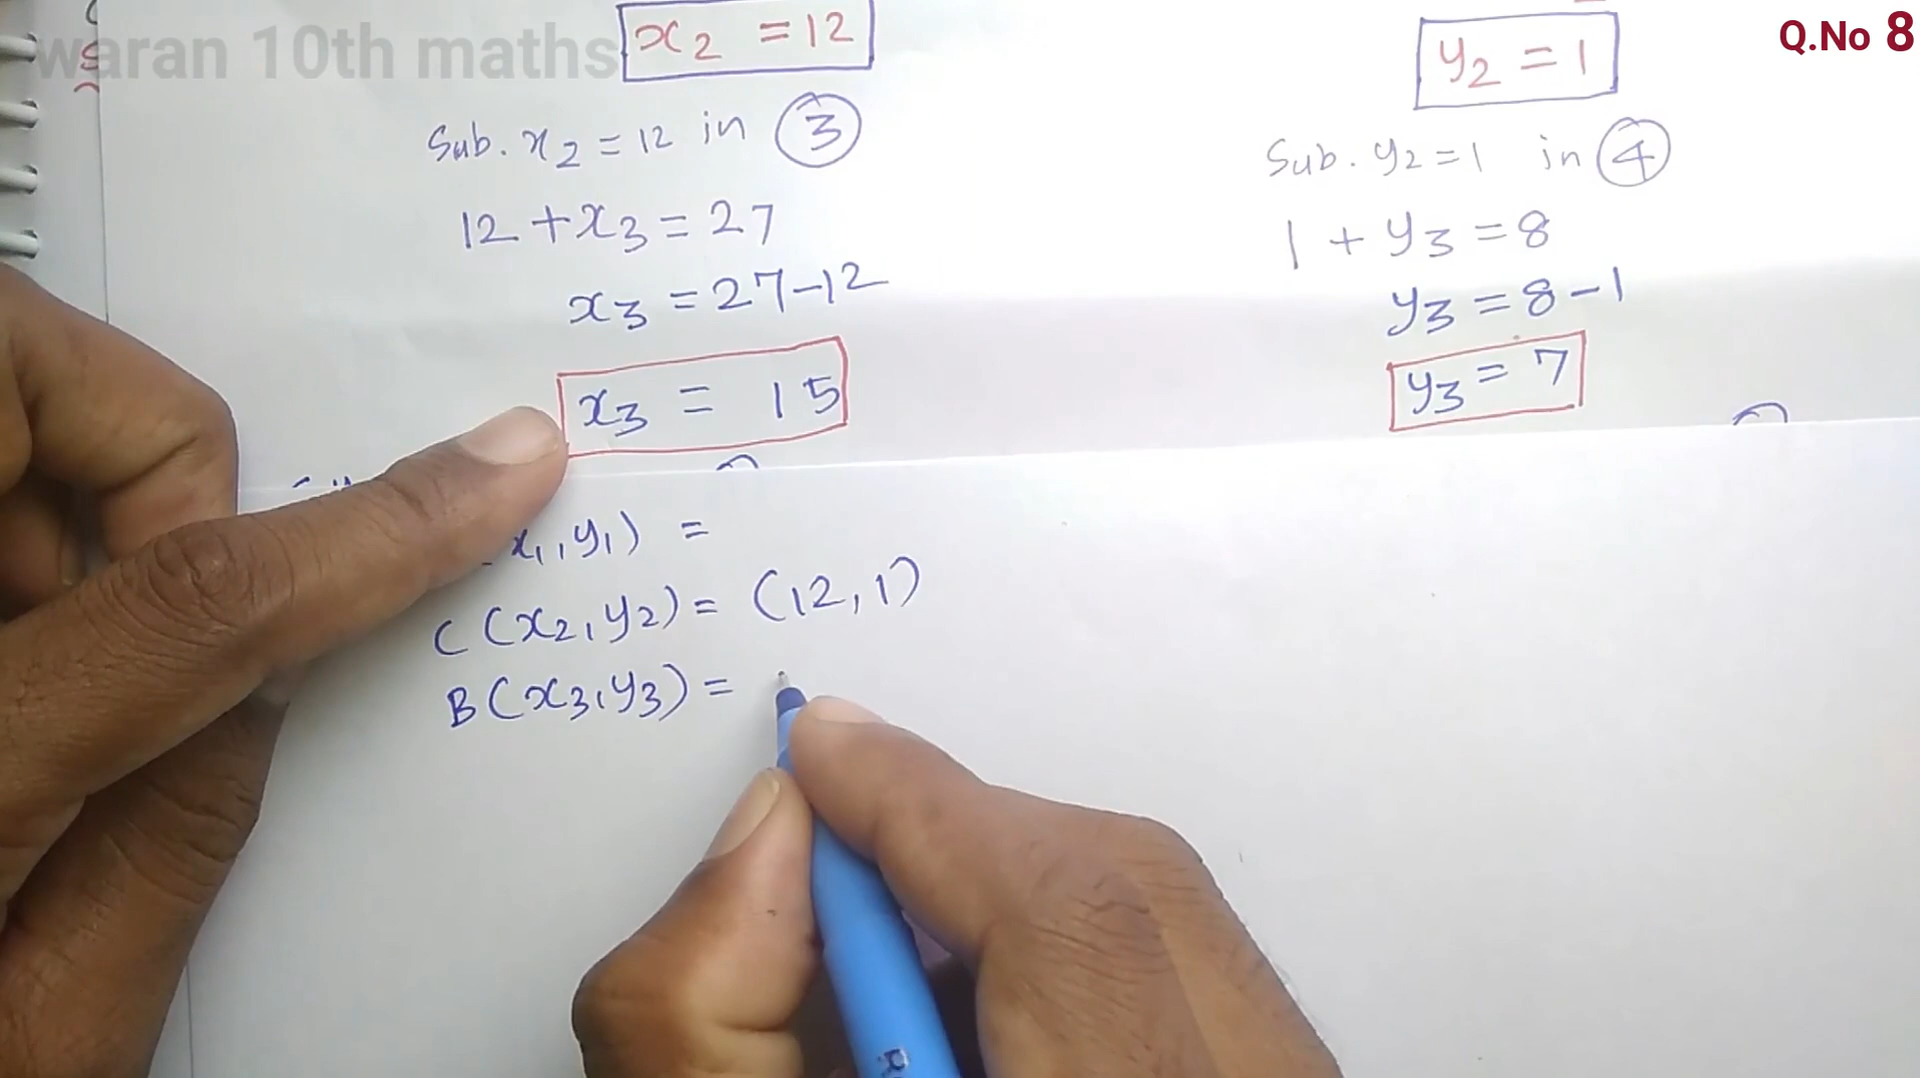 waran 10th maths
Q.No 8
x₂ = 12
Sub. x₂ = 12 in ③
12 + x₃ = 27
x₃ = 27 - 12
x₃ = 15
y₂ = 1
Sub. y₂ = 1 in ④
1 + y₃ = 8
y₃ = 8 - 1
y₃ = 7
x₁, y₁) =
C (x₂, y₂) = (12, 1)
B (x₃, y₃) =